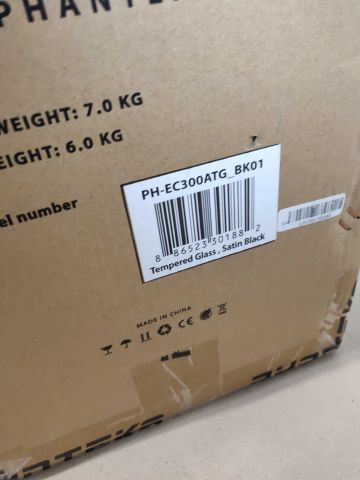 PHANTE
WEIGHT: 7.0 KG
EIGHT: 6.0 KG
el number
PH-EC300ATG_BK01
8 86523 30188 2
Tempered Glass , Satin Black
MADE IN CHINA
CE